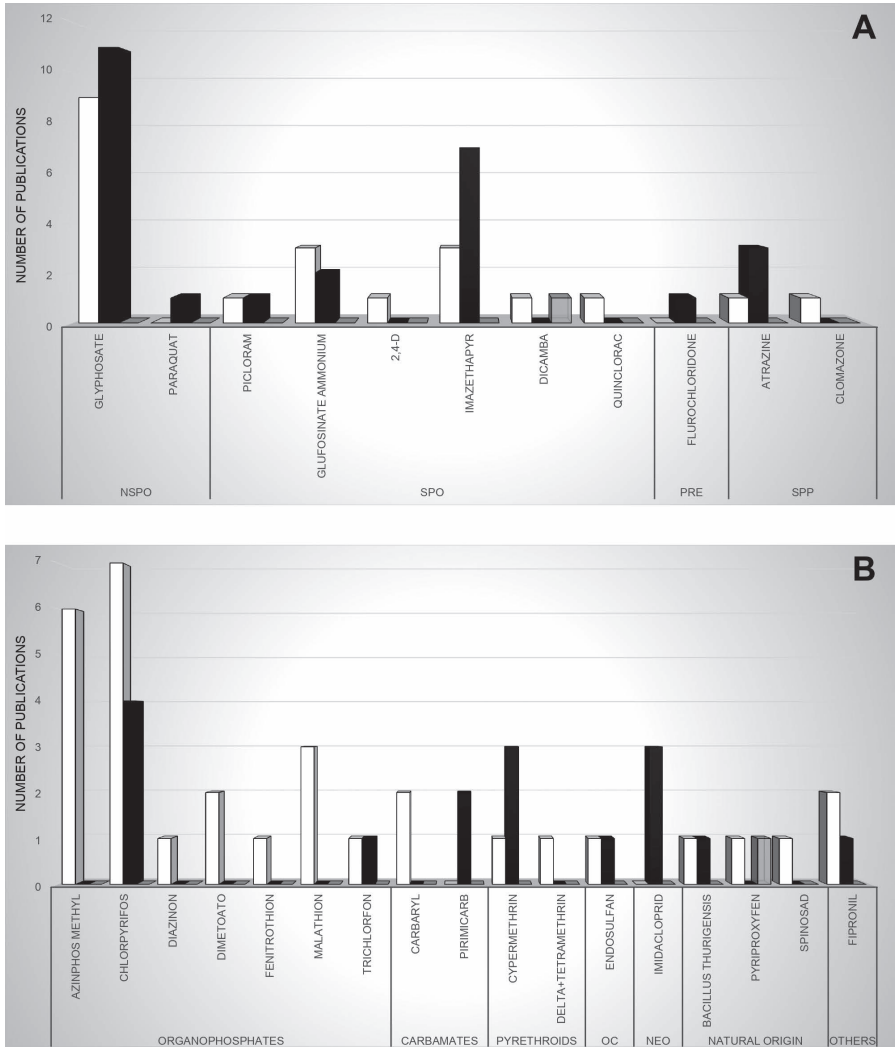 A
NUMBER OF PUBLICATIONS
12
10
8
6
4
2
0
GLYPHOSATE
PARAQUAT
PICLORAM
GLUFOSINATE AMMONIUM
2,4-D
IMAZETHAPYR
DICAMBA
QUINCLORAC
FLUROCHLORIDONE
ATRAZINE
CLOMAZONE
NSPO SPO PRE SPP
B
NUMBER OF PUBLICATIONS
7
6
5
4
3
2
1
0
AZINPHOS METHYL
CHLORPYRIFOS
DIAZINON
DIMETOATO
FENITROTHION
MALATHION
TRICHLORFON
CARBARYL
PIRIMICARB
CYPERMETHRIN
DELTA+TETRAMETHRIN
ENDOSULFAN
IMIDACLOPRID
BACILLUS THURIGENSIS
PYRIPROXYFEN
SPINOSAD
FIPRONIL
ORGANOPHOSPHATES CARBAMATES PYRETHROIDS OC NEO NATURAL ORIGIN OTHERS